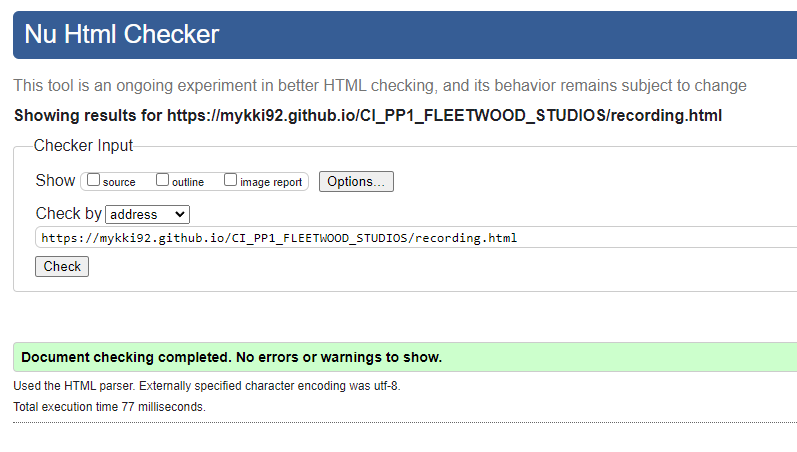 Nu Html Checker
This tool is an ongoing experiment in better HTML checking, and its behavior remains subject to change
Showing results for https://mykki92.github.io/CI_PP1_FLEETWOOD_STUDIOS/recording.html
Checker Input
Show source outline image report Options...
Check by address
https://mykki92.github.io/CI_PP1_FLEETWOOD_STUDIOS/recording.html
Check
Document checking completed. No errors or warnings to show.
Used the HTML parser. Externally specified character encoding was utf-8.
Total execution time 77 milliseconds.